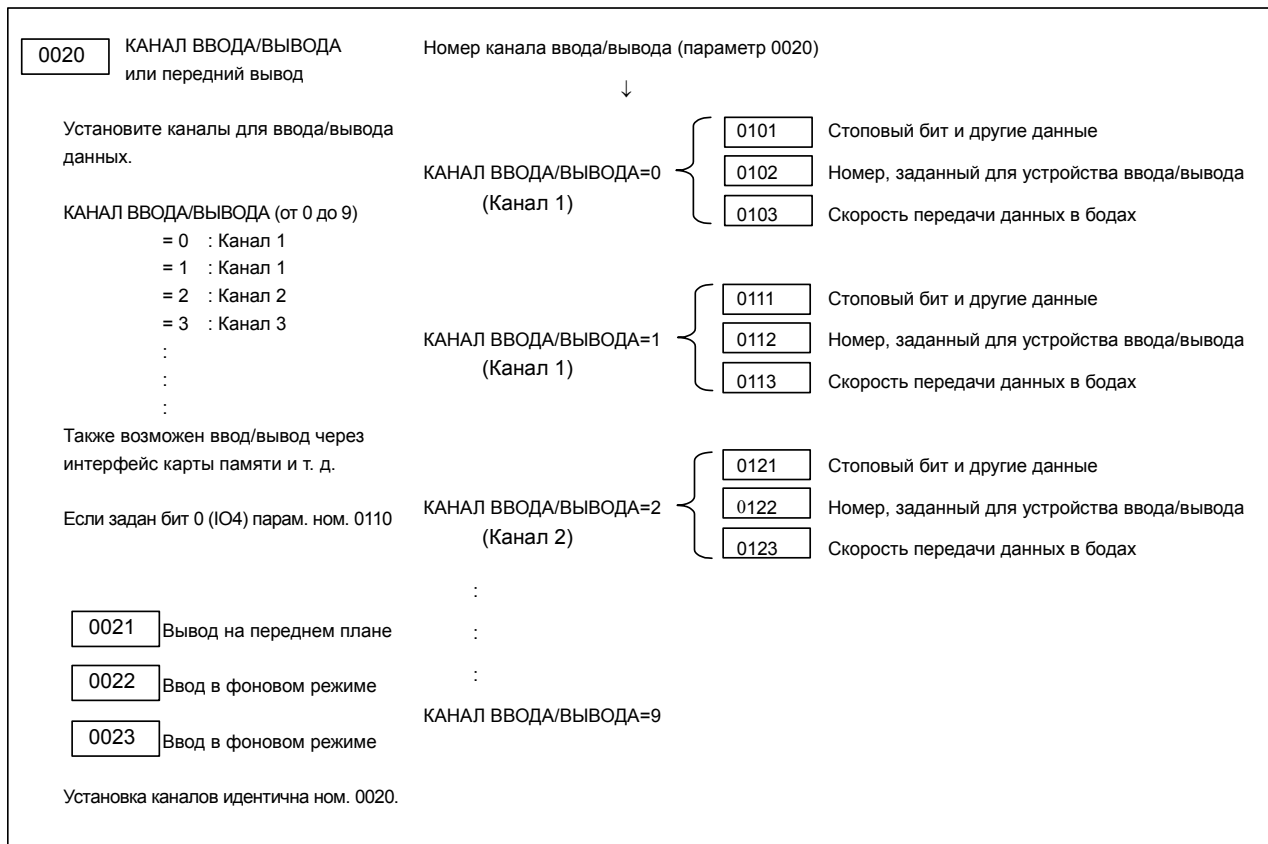 0020
КАНАЛ ВВОДА/ВЫВОДА
или передний вывод
Установите каналы для ввода/вывода
данных.
КАНАЛ ВВОДА/ВЫВОДА (от 0 до 9)
= 0 : Канал 1
= 1 : Канал 1
= 2 : Канал 2
= 3 : Канал 3
:
:
:
Также возможен ввод/вывод через
интерфейс карты памяти и т. д.
Если задан бит 0 (IO4) парам. ном. 0110
0021 Вывод на переднем плане
0022 Ввод в фоновом режиме
0023 Ввод в фоновом режиме
Установка каналов идентична ном. 0020.
Номер канала ввода/вывода (параметр 0020)
↓
КАНАЛ ВВОДА/ВЫВОДА=0
(Канал 1)
0101 Стоповый бит и другие данные
0102 Номер, заданный для устройства ввода/вывода
0103 Скорость передачи данных в бодах
КАНАЛ ВВОДА/ВЫВОДА=1
(Канал 1)
0111 Стоповый бит и другие данные
0112 Номер, заданный для устройства ввода/вывода
0113 Скорость передачи данных в бодах
КАНАЛ ВВОДА/ВЫВОДА=2
(Канал 2)
0121 Стоповый бит и другие данные
0122 Номер, заданный для устройства ввода/вывода
0123 Скорость передачи данных в бодах
:
:
:
КАНАЛ ВВОДА/ВЫВОДА=9